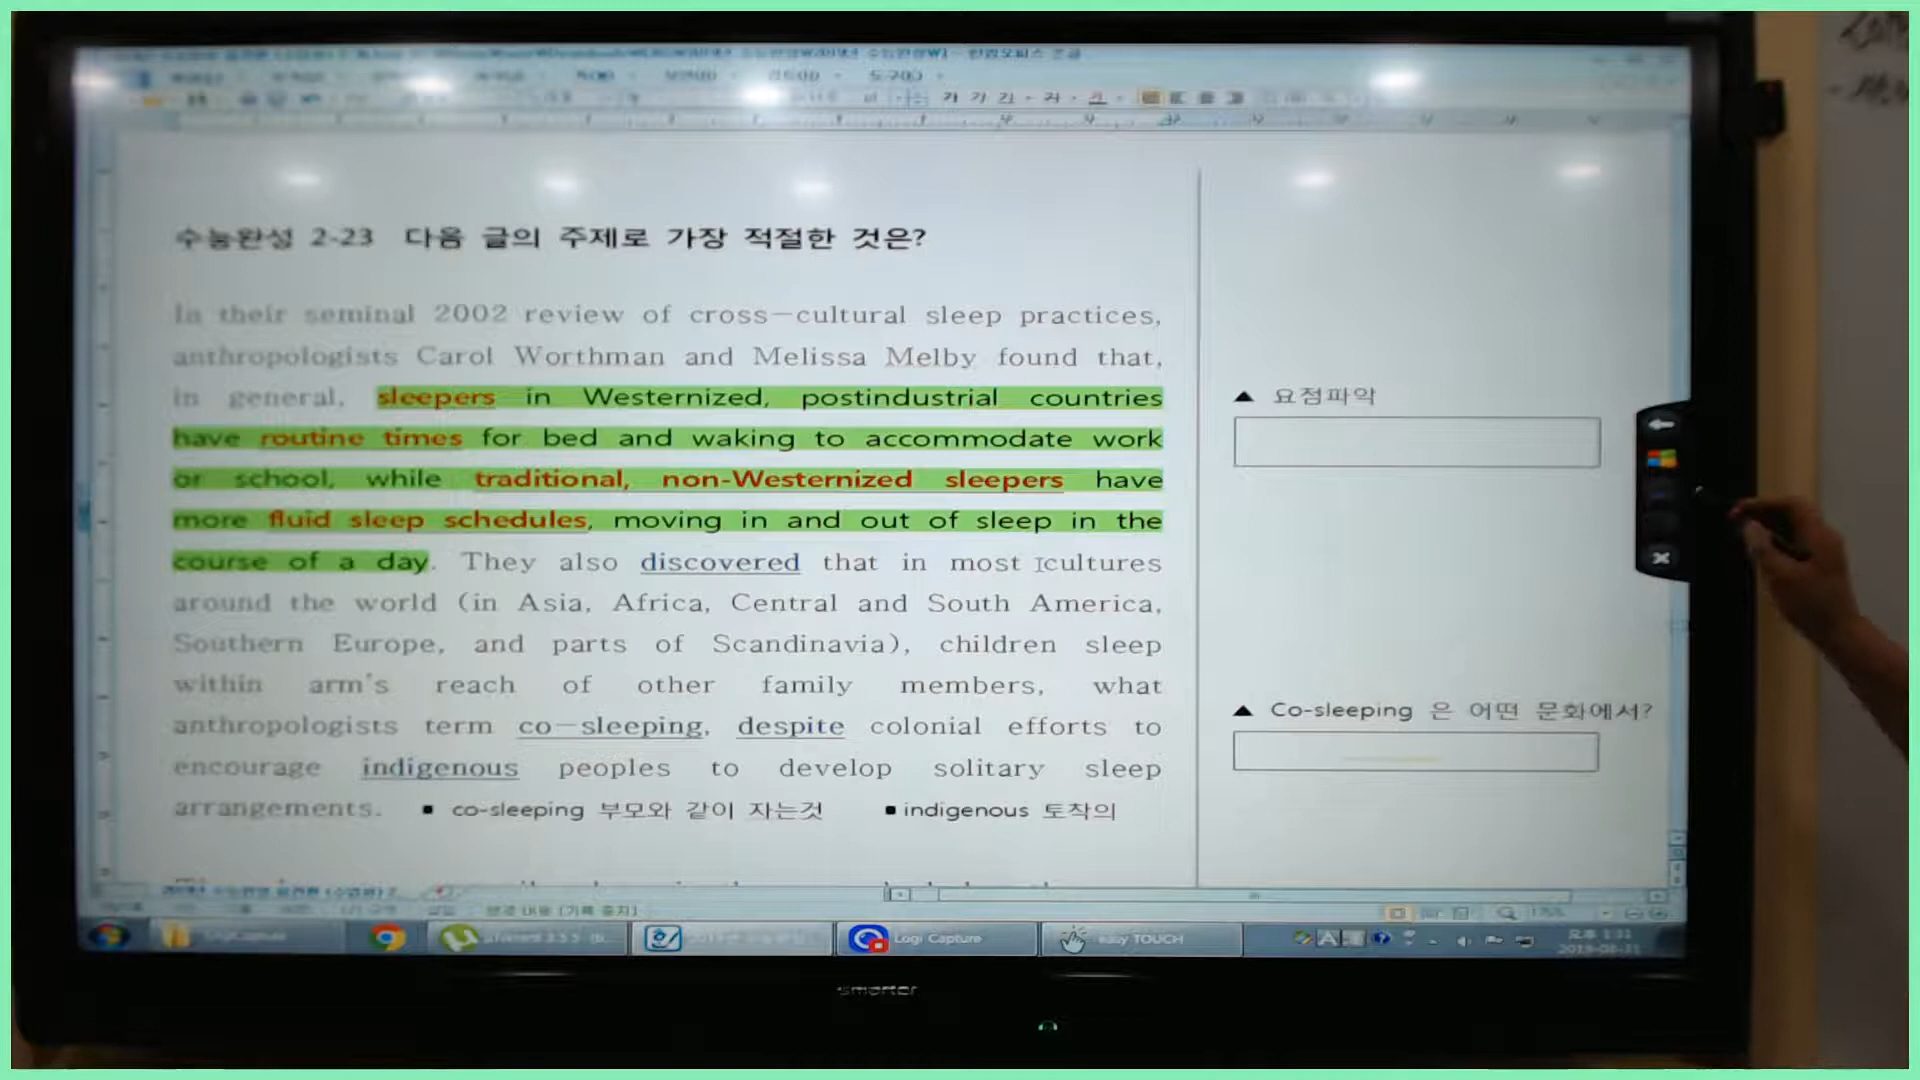 수능완성 2-23 다음 글의 주제로 가장 적절한 것은?
In their seminal 2002 review of cross-cultural sleep practices,
anthropologists Carol Worthman and Melissa Melby found that,
in general, sleepers in Westernized, postindustrial countries
have routine times for bed and waking to accommodate work
or school, while traditional, non-Westernized sleepers have
more fluid sleep schedules, moving in and out of sleep in the
course of a day. They also discovered that in most cultures
around the world (in Asia, Africa, Central and South America,
Southern Europe, and parts of Scandinavia), children sleep
within arm's reach of other family members, what
anthropologists term co-sleeping, despite colonial efforts to
encourage indigenous peoples to develop solitary sleep
arrangements. ■ co-sleeping 부모와 같이 자는것 ■ indigenous 토착의
▲ 요점파악
▲ Co-sleeping 은 어떤 문화에서?
Logi Capture
easy TOUCH
smarter